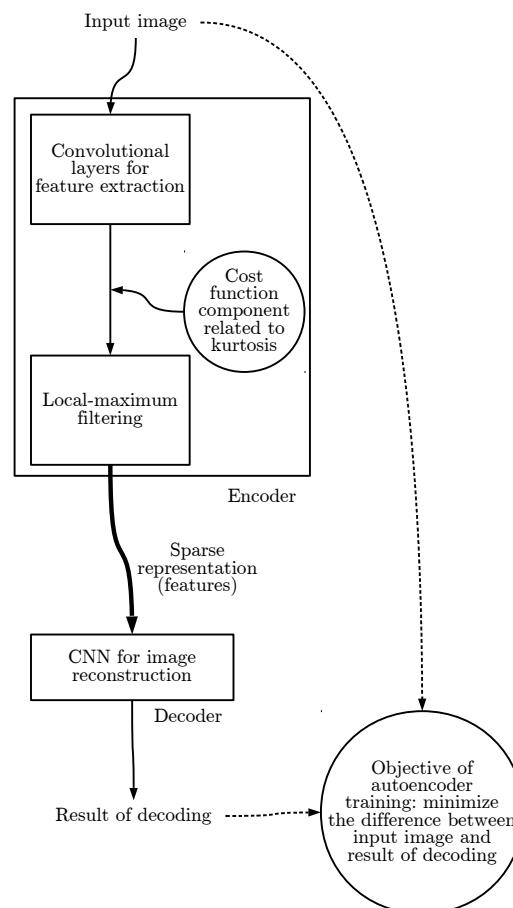 Input image
Convolutional
layers for
feature extraction
Cost
function
component
related to
kurtosis
Local-maximum
filtering
Encoder
Sparse
representation
(features)
CNN for image
reconstruction
Decoder
Result of decoding
Objective of
autoencoder
training: minimize
the difference between
input image and
result of decoding